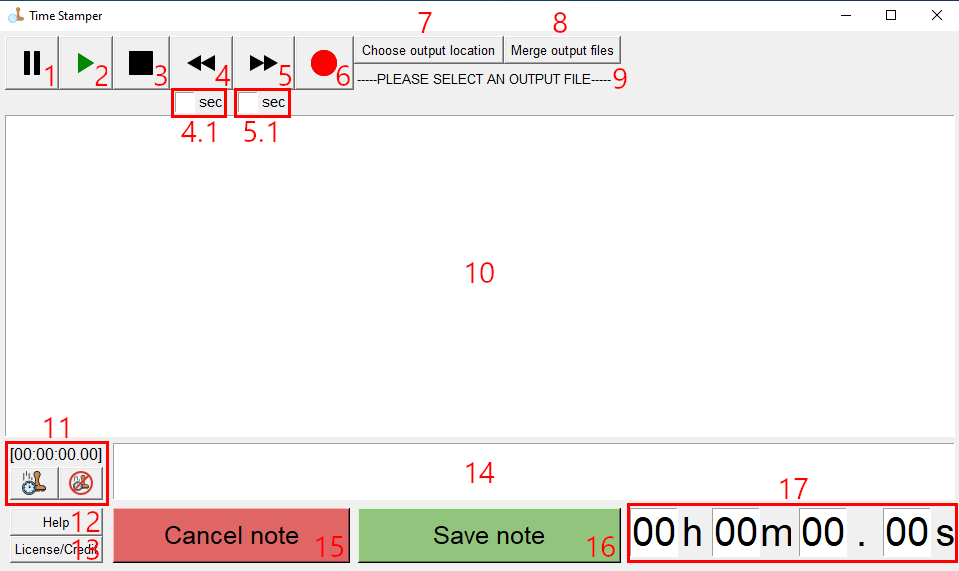 Time Stamper
7
8
Choose output location
Merge output files
1
2
3
4
5
6
-----PLEASE SELECT AN OUTPUT FILE----- 9
sec
sec
4.1
5.1
10
11
[00:00:00.00]
14
17
Help 12
License/Credit
13
Cancel note 15
Save note 16
00 h 00 m 00 . 00 s